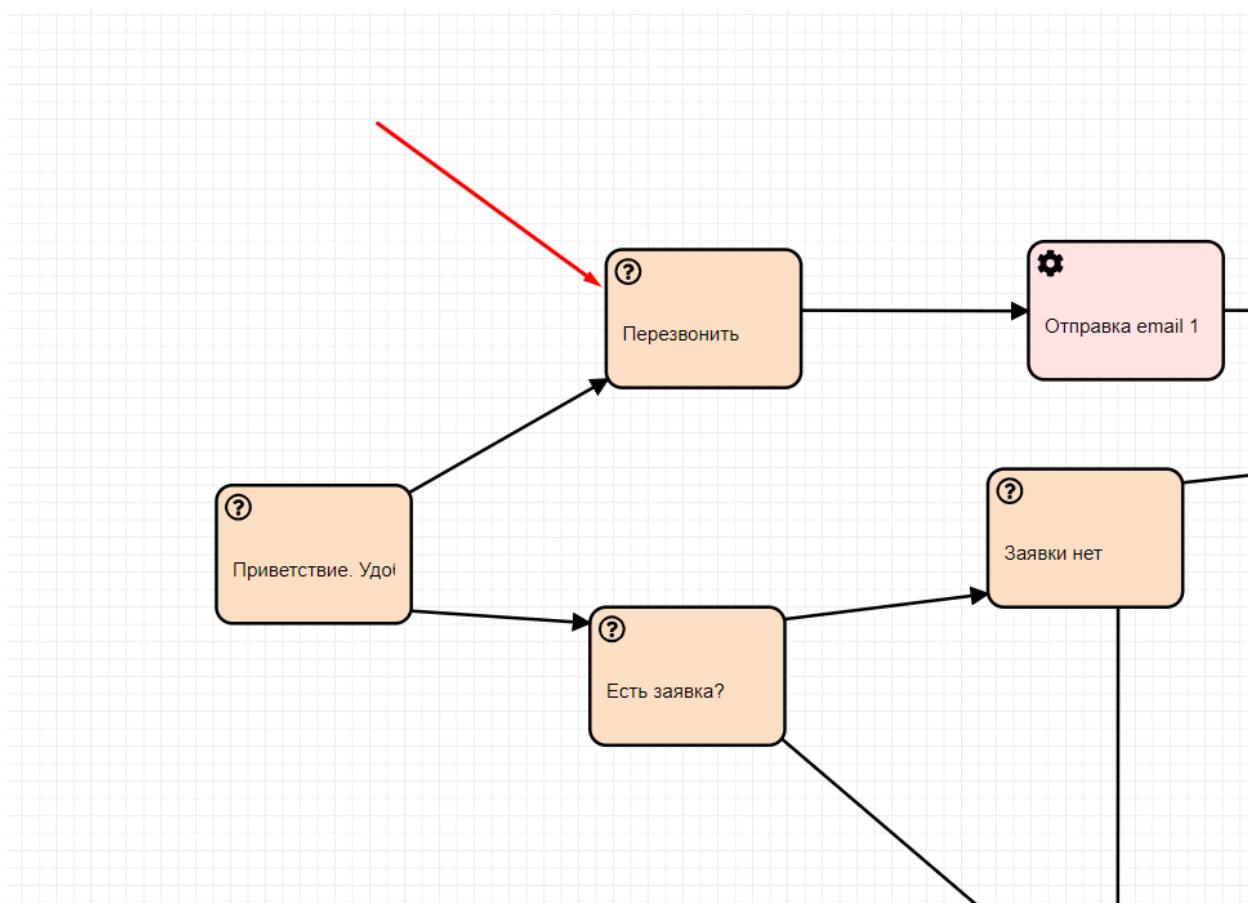 Перезвонить
Отправка email 1
Приветствие. Удо
Заявки нет
Есть заявка?